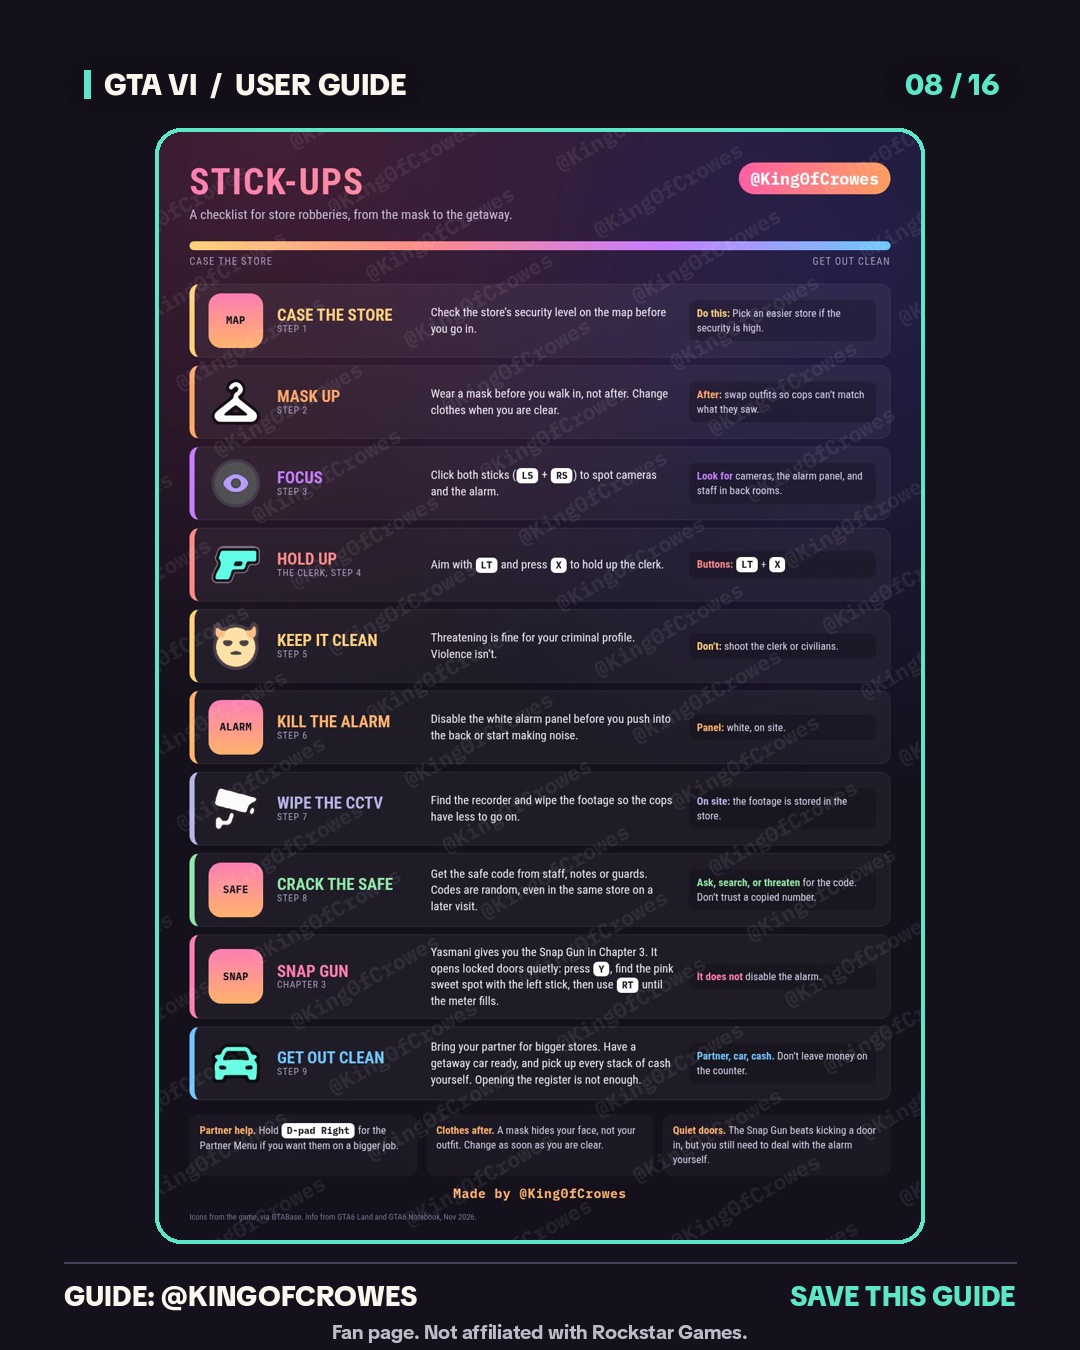 GTA VI / USER GUIDE
08 / 16
STICK-UPS
@KingOfCrowes
A checklist for store robberies, from the mask to the getaway.
CASE THE STORE
GET OUT CLEAN
MAP
CASE THE STORE
STEP 1
Check the store's security level on the map before
you go in.
Do this: Pick an easier store if the
security is high.
MASK UP
STEP 2
Wear a mask before you walk in, not after. Change
clothes when you are clear.
After: swap outfits so cops can't match
what they saw.
FOCUS
STEP 3
Click both sticks (LS + RS) to spot cameras
and the alarm.
Look for cameras, the alarm panel, and
staff in back rooms.
HOLD UP
THE CLERK, STEP 4
Aim with LT and press X to hold up the clerk.
Buttons: LT + X
KEEP IT CLEAN
STEP 5
Threatening is fine for your criminal profile.
Violence isn't.
Don't: shoot the clerk or civilians.
ALARM
KILL THE ALARM
STEP 6
Disable the white alarm panel before you push into
the back or start making noise.
Panel: white, on site.
WIPE THE CCTV
STEP 7
Find the recorder and wipe the footage so the cops
have less to go on.
On site: the footage is stored in the
store.
SAFE
CRACK THE SAFE
STEP 8
Get the safe code from staff, notes or guards.
Codes are random, even in the same store on a
later visit.
Ask, search, or threaten for the code.
Don't trust a copied number.
SNAP
SNAP GUN
CHAPTER 3
Yasmani gives you the Snap Gun in Chapter 3. It
opens locked doors quietly: press Y, find the pink
sweet spot with the left stick, then use RT until
the meter fills.
It does not disable the alarm.
GET OUT CLEAN
STEP 9
Bring your partner for bigger stores. Have a
getaway car ready, and pick up every stack of cash
yourself. Opening the register is not enough.
Partner, car, cash. Don't leave money on
the counter.
Partner help. Hold D-pad Right for the
Partner Menu if you want them on a bigger job.
Clothes after. A mask hides your face, not your
outfit. Change as soon as you are clear.
Quiet doors. The Snap Gun beats kicking a door
in, but you still need to deal with the alarm
yourself.
Made by @KingOfCrowes
Icons from the game, via GTABase. Info from GTA6 Land and GTA6 Notebook, Nov 2026.
GUIDE: @KINGOFCROWES
SAVE THIS GUIDE
Fan page. Not affiliated with Rockstar Games.